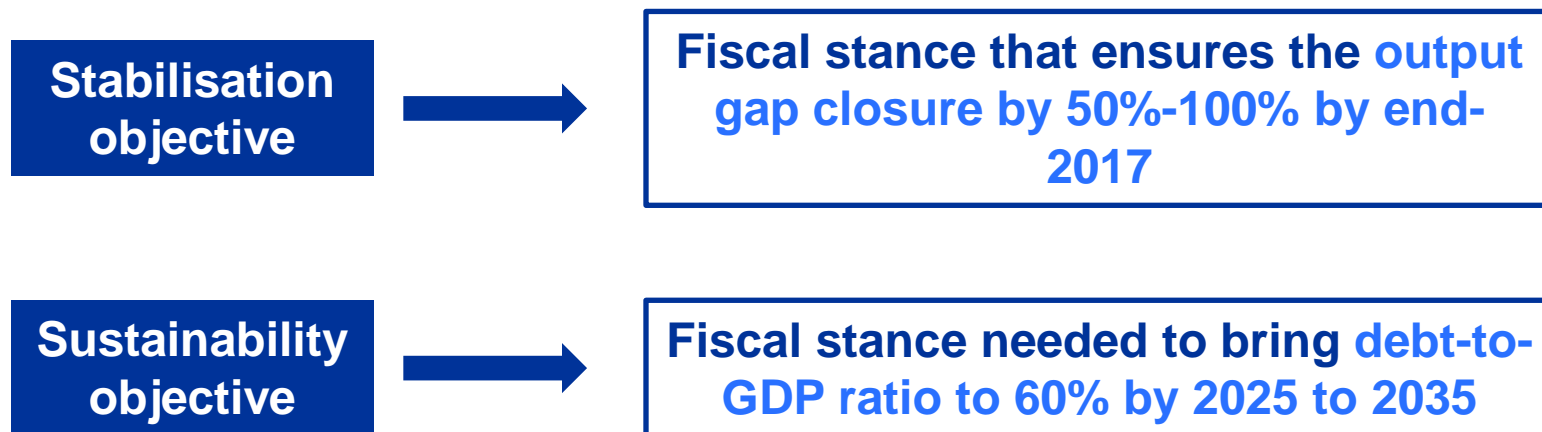 Stabilisation
objective
Fiscal stance that ensures the output
gap closure by 50%-100% by end-
2017
Sustainability
objective
Fiscal stance needed to bring debt-to-
GDP ratio to 60% by 2025 to 2035